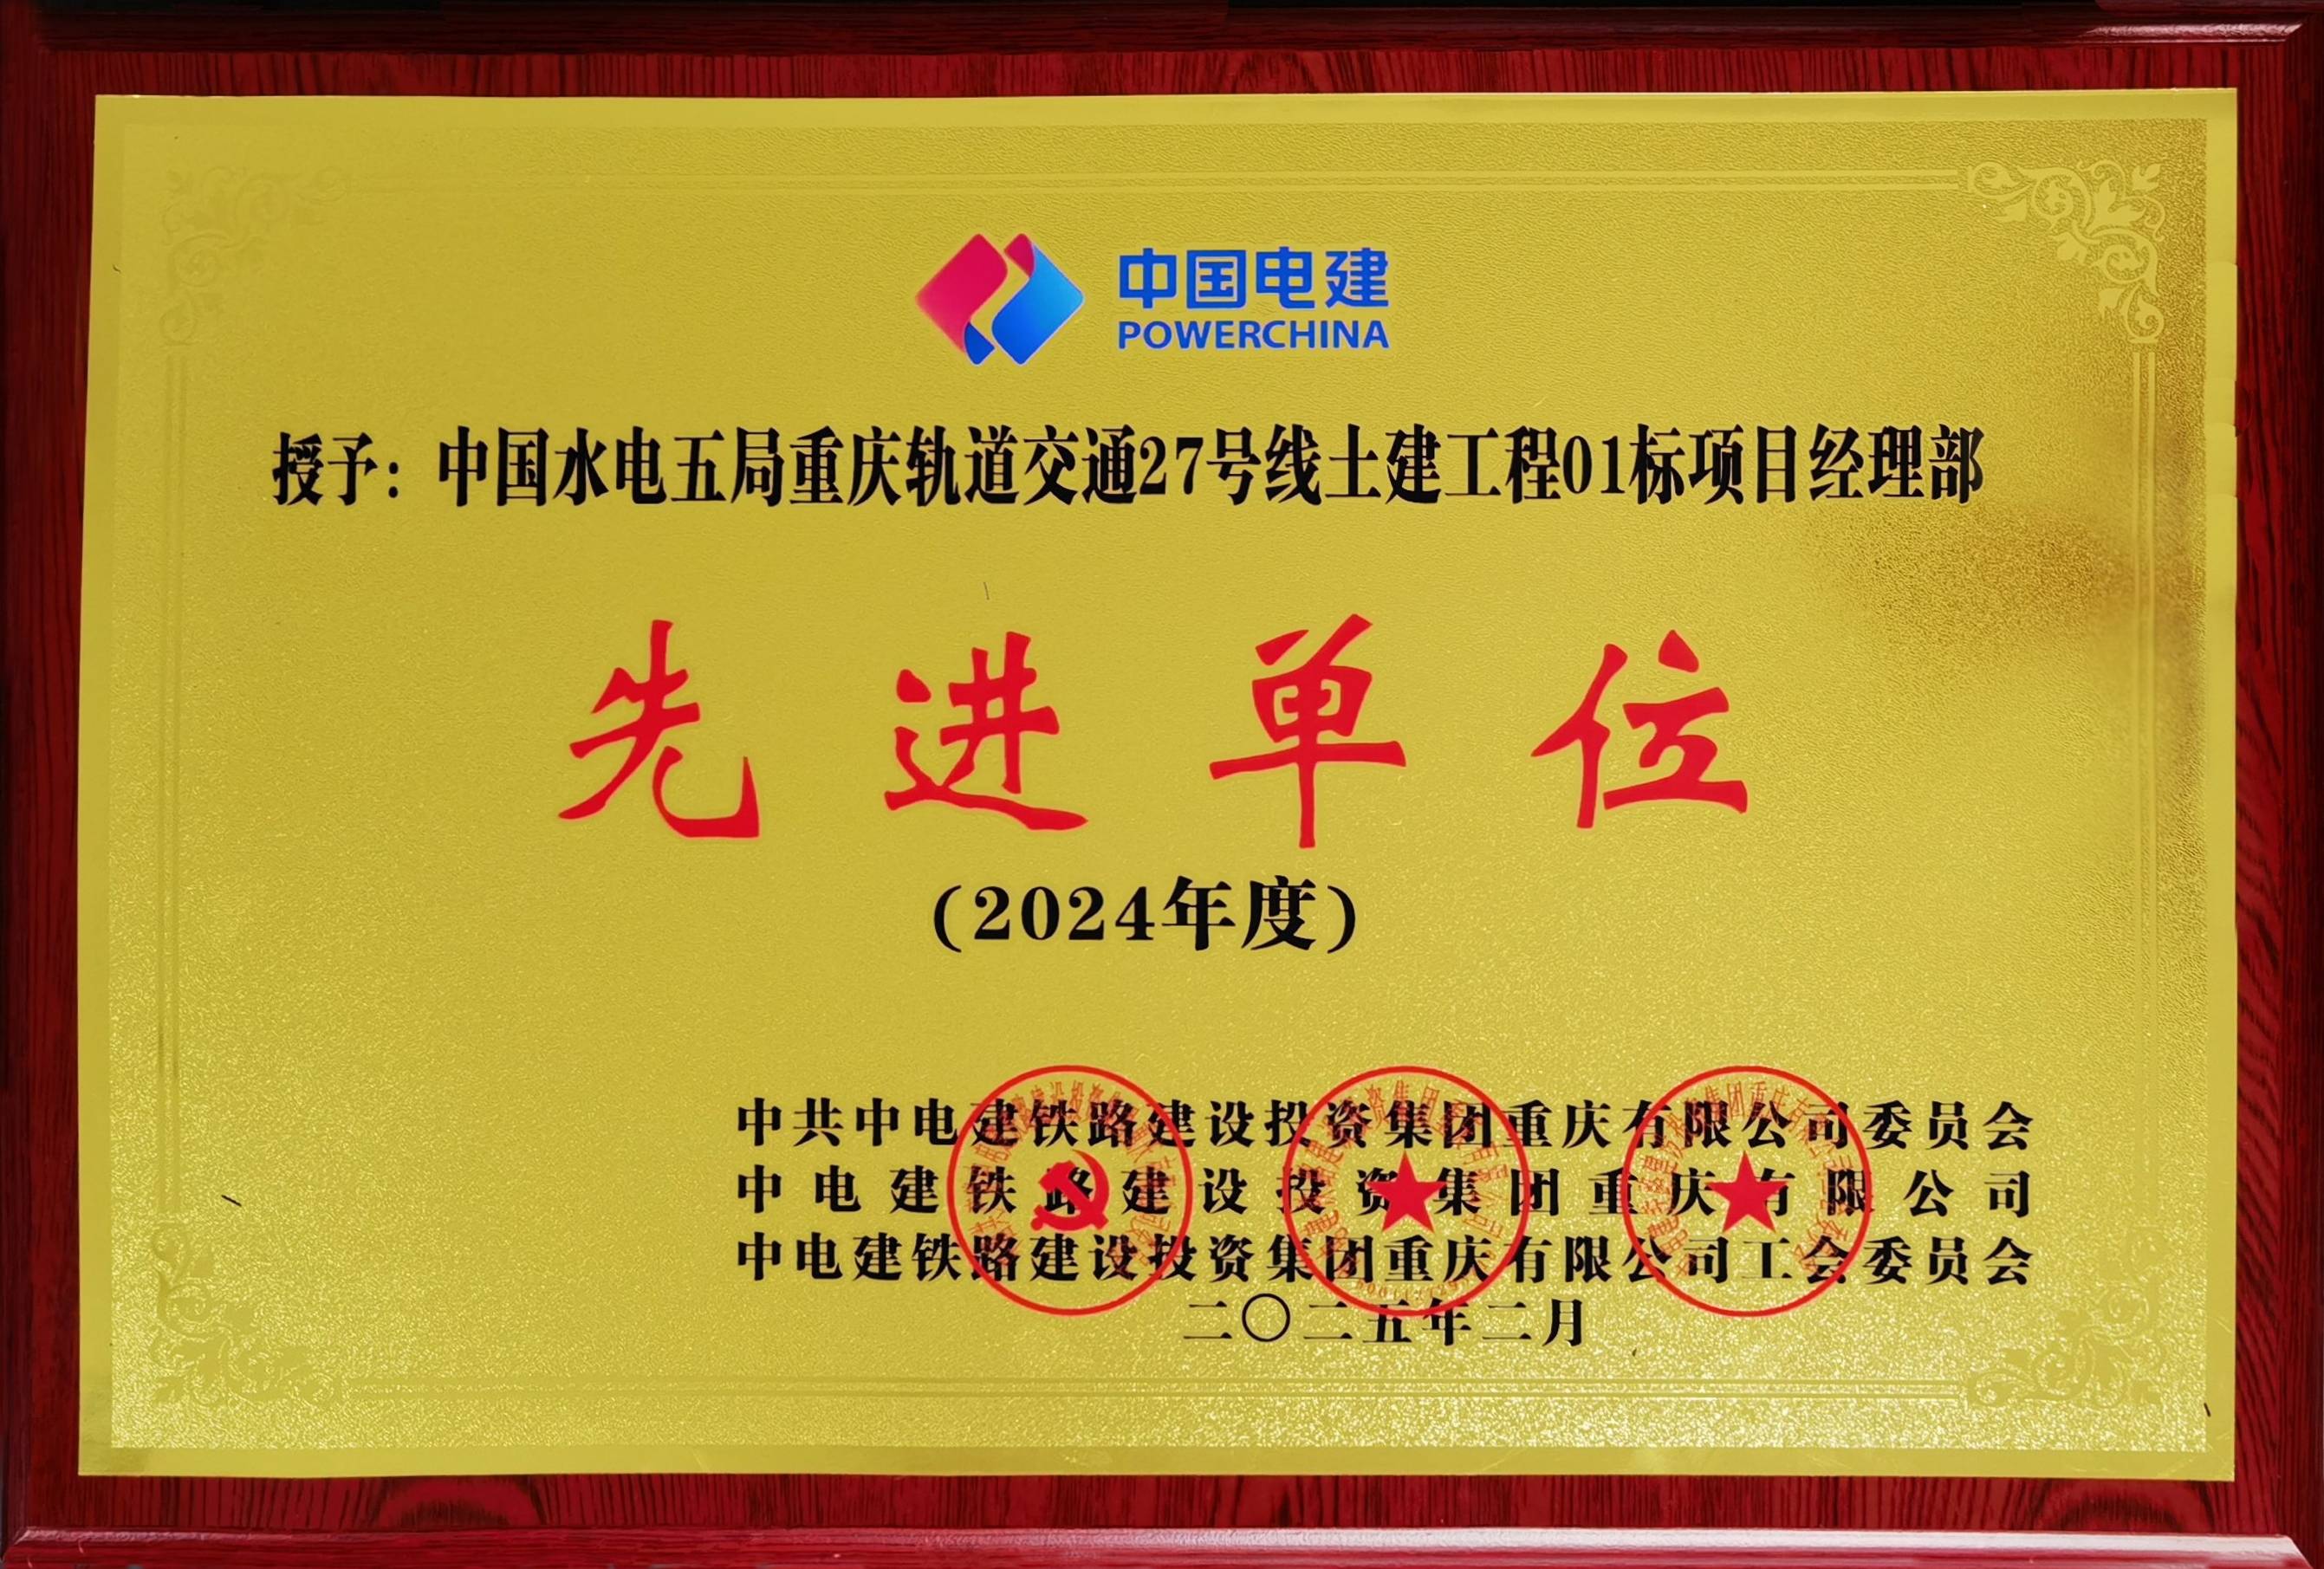 中国电建
POWERCHINA
授予：中国水电五局重庆轨道交通27号线土建工程01标项目经理部
先进单位
(2024年度)
中共中电建铁路建设投资集团重庆有限公司委员会
中电建铁路建设投资集团重庆有限公司
中电建铁路建设投资集团重庆有限公司工会委员会
二〇二五年二月